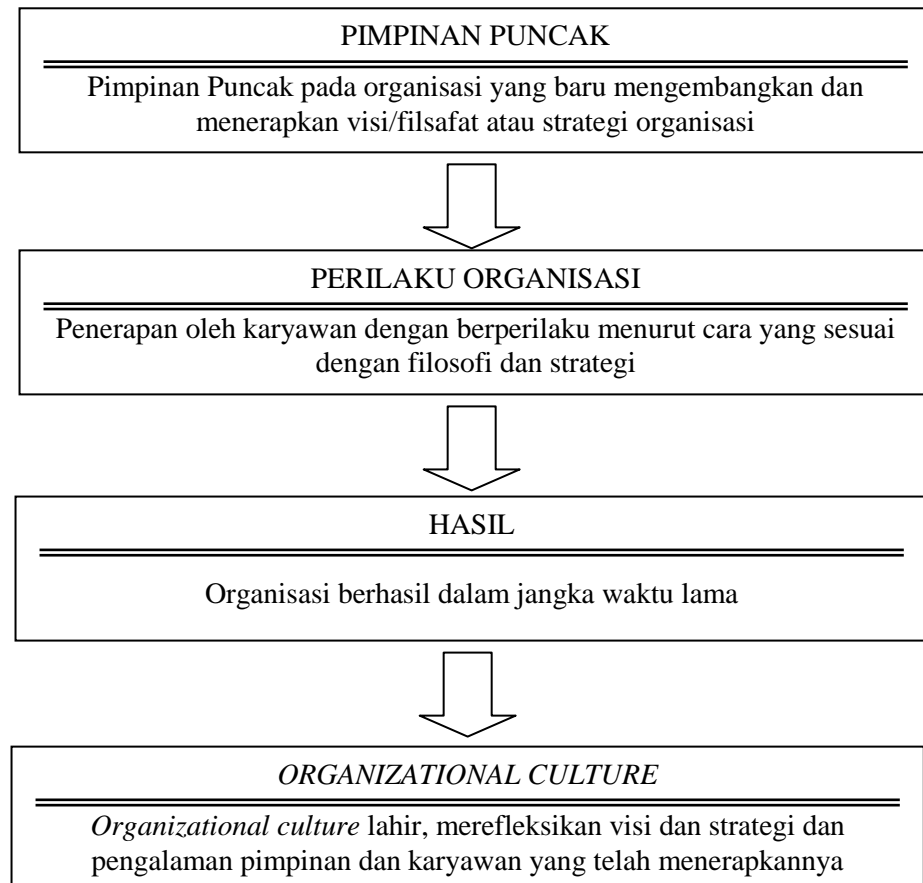 PIMPINAN PUNCAK
Pimpinan Puncak pada organisasi yang baru mengembangkan dan
menerapkan visi/filsafat atau strategi organisasi
PERILAKU ORGANISASI
Penerapan oleh karyawan dengan berperilaku menurut cara yang sesuai
dengan filosofi dan strategi
HASIL
Organisasi berhasil dalam jangka waktu lama
ORGANIZATIONAL CULTURE
Organizational culture lahir, merefleksikan visi dan strategi dan
pengalaman pimpinan dan karyawan yang telah menerapkannya